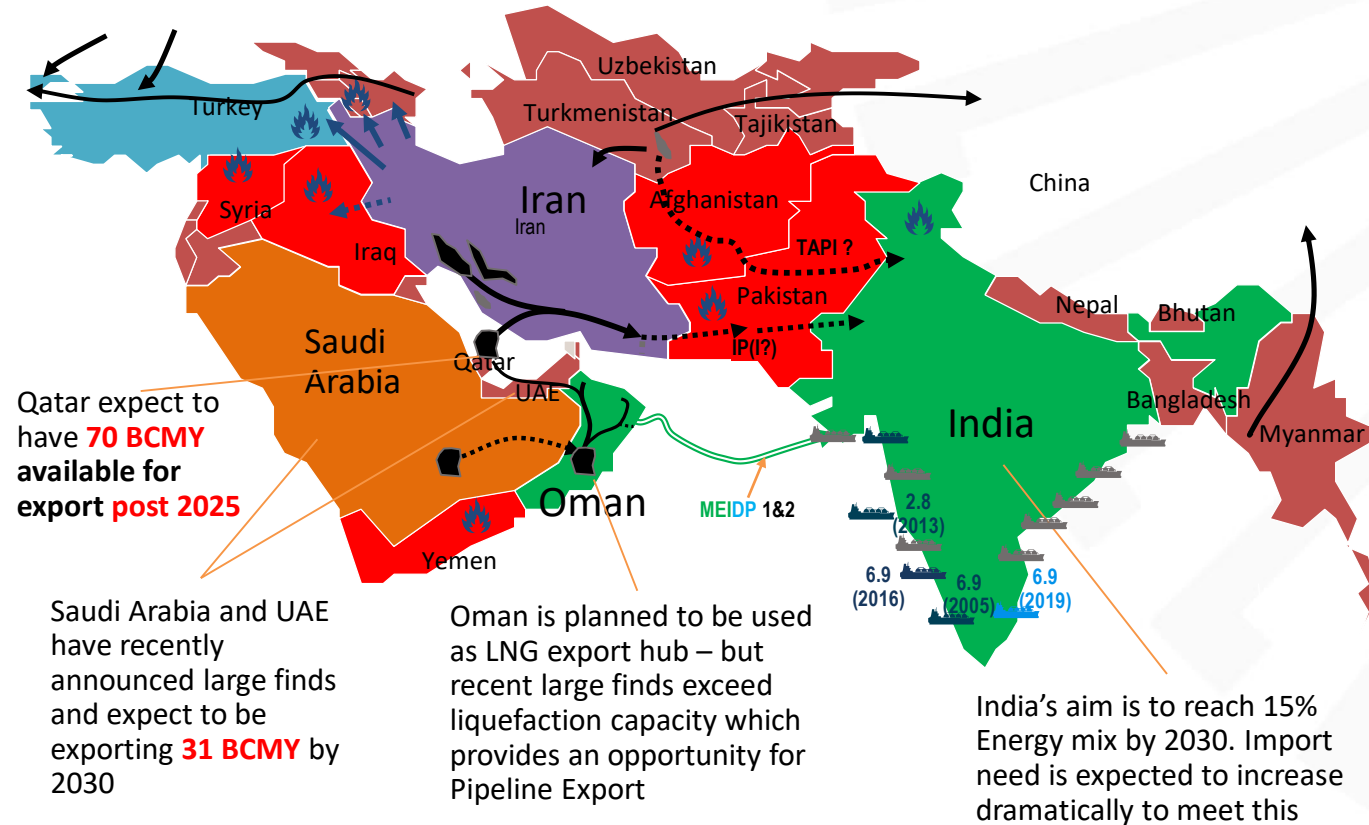 Uzbekistan
Turkey
Turkmenistan
Tajikistan
China
Iran
Iran
Afghanistan
Syria
Iraq
TAPI ?
Pakistan
Nepal
Bhutan
Saudi
Arabia
Qatar
IP(I?)
UAE
India
Bangladesh
Myanmar
Oman
Yemen
MEIDP 1&2
2.8
(2013)
6.9
(2016)
6.9
(2005)
6.9
(2019)
Qatar expect to
have 70 BCMY
available for
export post 2025
Saudi Arabia and UAE
have recently
announced large finds
and expect to be
exporting 31 BCMY by
2030
Oman is planned to be used
as LNG export hub – but
recent large finds exceed
liquefaction capacity which
provides an opportunity for
Pipeline Export
India’s aim is to reach 15%
Energy mix by 2030. Import
need is expected to increase
dramatically to meet this